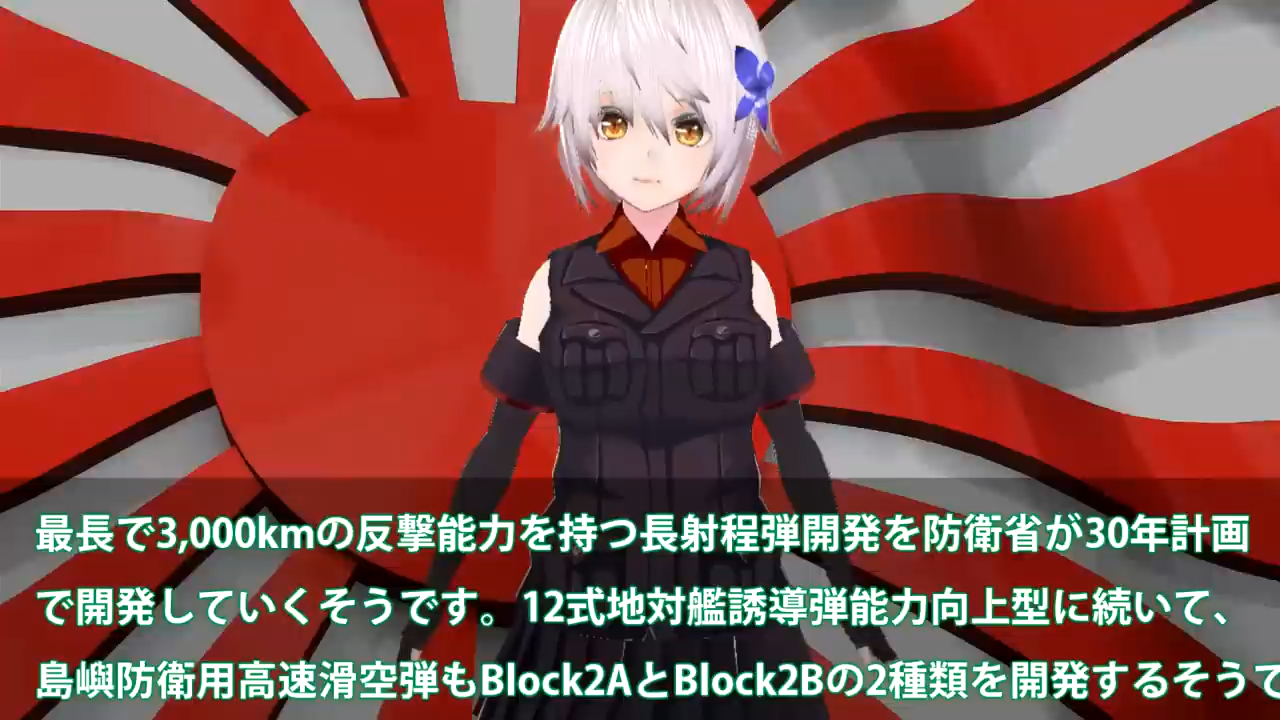 最長で3,000kmの反撃能力を持つ長射程弾開発を防衛省が30年計画
で開発していくそうです。12式地対艦誘導弾能力向上型に続いて、
島嶼防衛用高速滑空弾もBlock2AとBlock2Bの2種類を開発するそうで